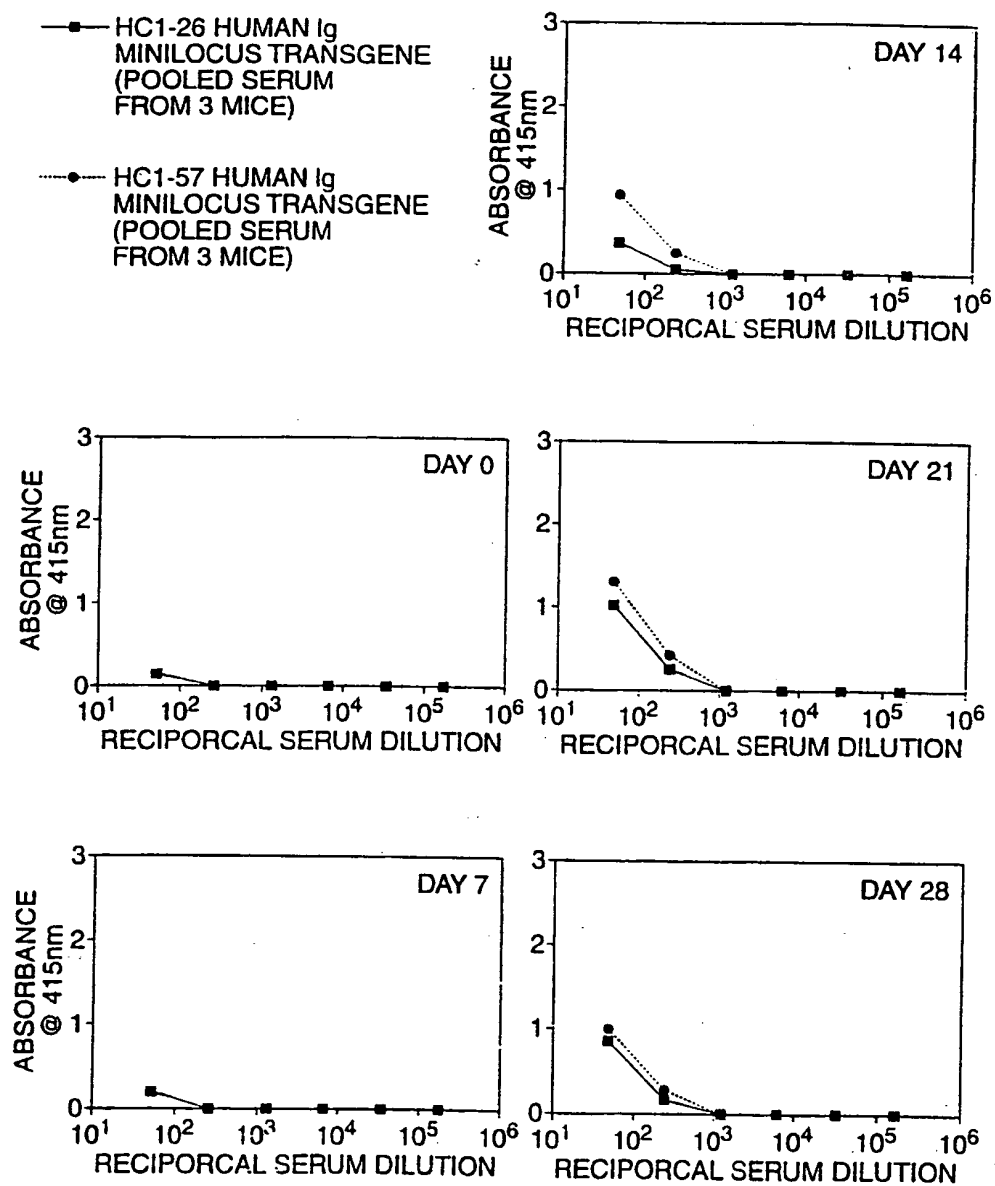 HC1-26 HUMAN Ig
MINILOCUS TRANSGENE
(POOLED SERUM
FROM 3 MICE)
HC1-57 HUMAN Ig
MINILOCUS TRANSGENE
(POOLED SERUM
FROM 3 MICE)
DAY 14
ABSORBANCE
@ 415nm
3
2
1
0
10^1 10^2 10^3 10^4 10^5 10^6
RECIPORCAL SERUM DILUTION
DAY 0
ABSORBANCE
@ 415nm
3
2
1
0
10^1 10^2 10^3 10^4 10^5 10^6
RECIPORCAL SERUM DILUTION
DAY 21
3
2
1
0
10^1 10^2 10^3 10^4 10^5 10^6
RECIPORCAL SERUM DILUTION
DAY 7
ABSORBANCE
@ 415nm
3
2
1
0
10^1 10^2 10^3 10^4 10^5 10^6
RECIPORCAL SERUM DILUTION
DAY 28
3
2
1
0
10^1 10^2 10^3 10^4 10^5 10^6
RECIPORCAL SERUM DILUTION